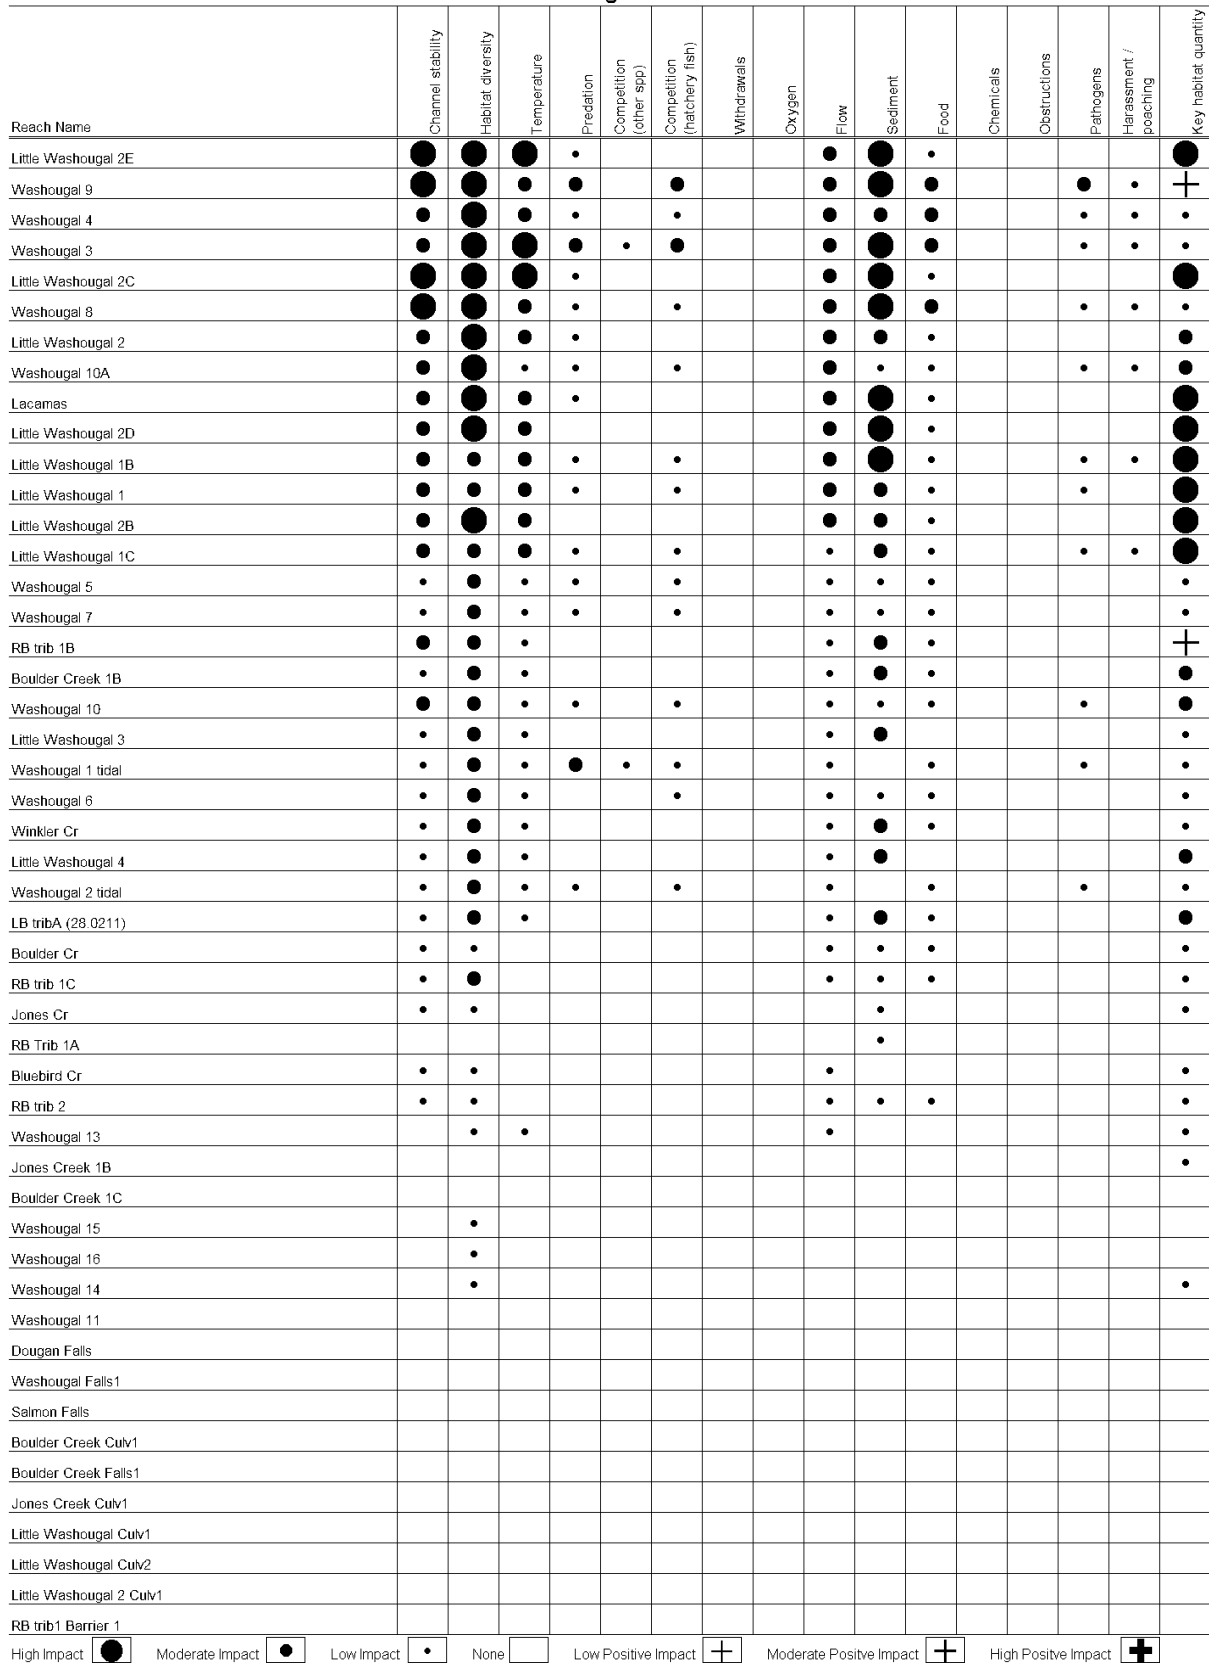 Reach Name
Channel stability
Habitat diversity
Temperature
Predation
Competition
(other spp)
Competition
(hatchery fish)
Withdrawals
Oxygen
Flow
Sediment
Food
Chemicals
Obstructions
Pathogens
Harassment /
poaching
Key habitat quantity
Little Washougal 2E
Washougal 9
Washougal 4
Washougal 3
Little Washougal 2C
Washougal 8
Little Washougal 2
Washougal 10A
Lacamas
Little Washougal 2D
Little Washougal 1B
Little Washougal 1
Little Washougal 2B
Little Washougal 1C
Washougal 5
Washougal 7
RB trib 1B
Boulder Creek 1B
Washougal 10
Little Washougal 3
Washougal 1 tidal
Washougal 6
Winkler Cr
Little Washougal 4
Washougal 2 tidal
LB tribA (28.0211)
Boulder Cr
RB trib 1C
Jones Cr
RB Trib 1A
Bluebird Cr
RB trib 2
Washougal 13
Jones Creek 1B
Boulder Creek 1C
Washougal 15
Washougal 16
Washougal 14
Washougal 11
Dougan Falls
Washougal Falls1
Salmon Falls
Boulder Creek Culv1
Boulder Creek Falls1
Jones Creek Culv1
Little Washougal Culv1
Little Washougal Culv2
Little Washougal 2 Culv1
RB trib1 Barrier 1
High Impact Moderate Impact Low Impact None Low Positive Impact Moderate Positve Impact High Positve Impact